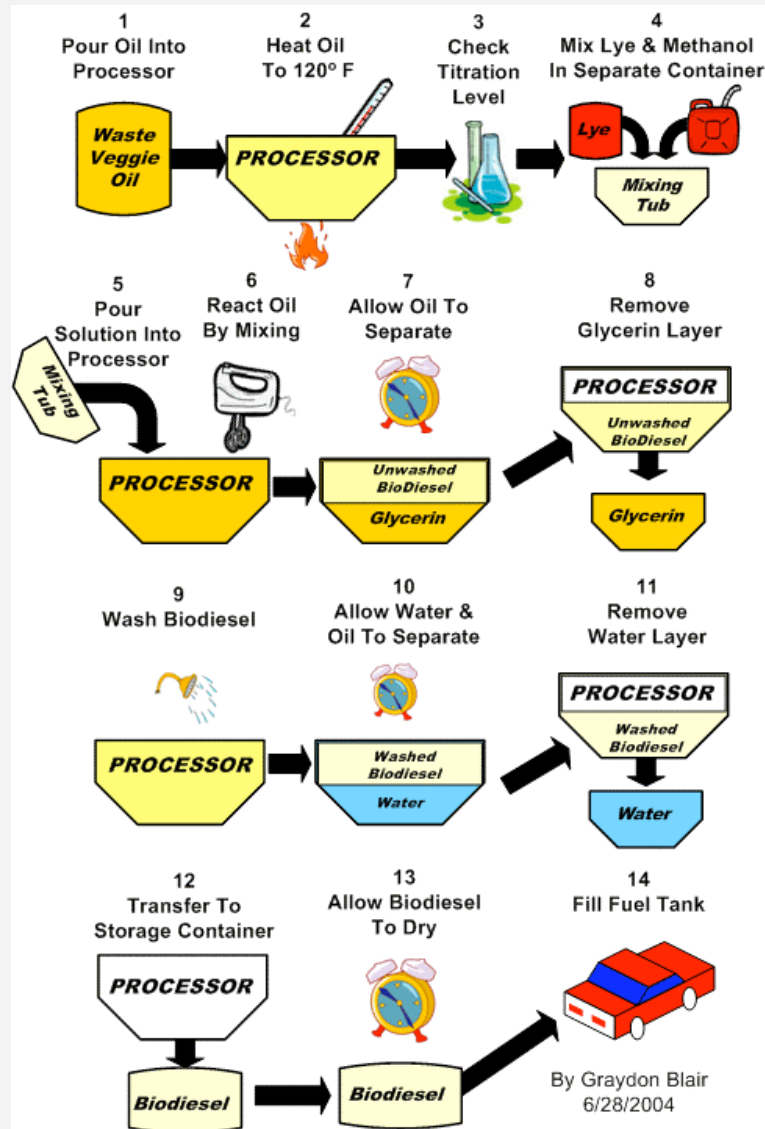 1
Pour Oil Into
Processor
2
Heat Oil
To 120º F
3
Check
Titration
Level
4
Mix Lye & Methanol
In Separate Container
Waste
Veggie
Oil
PROCESSOR
Lye
Mixing
Tub
5
Pour
Solution Into
Processor
6
React Oil
By Mixing
7
Allow Oil To
Separate
8
Remove
Glycerin Layer
Mixing
Tub
PROCESSOR
Unwashed
BioDiesel
Glycerin
PROCESSOR
Unwashed
BioDiesel
Glycerin
9
Wash Biodiesel
10
Allow Water &
Oil To Separate
11
Remove
Water Layer
PROCESSOR
Washed
Biodiesel
Water
PROCESSOR
Washed
Biodiesel
Water
12
Transfer To
Storage Container
13
Allow Biodiesel
To Dry
14
Fill Fuel Tank
PROCESSOR
Biodiesel
Biodiesel
By Graydon Blair
6/28/2004